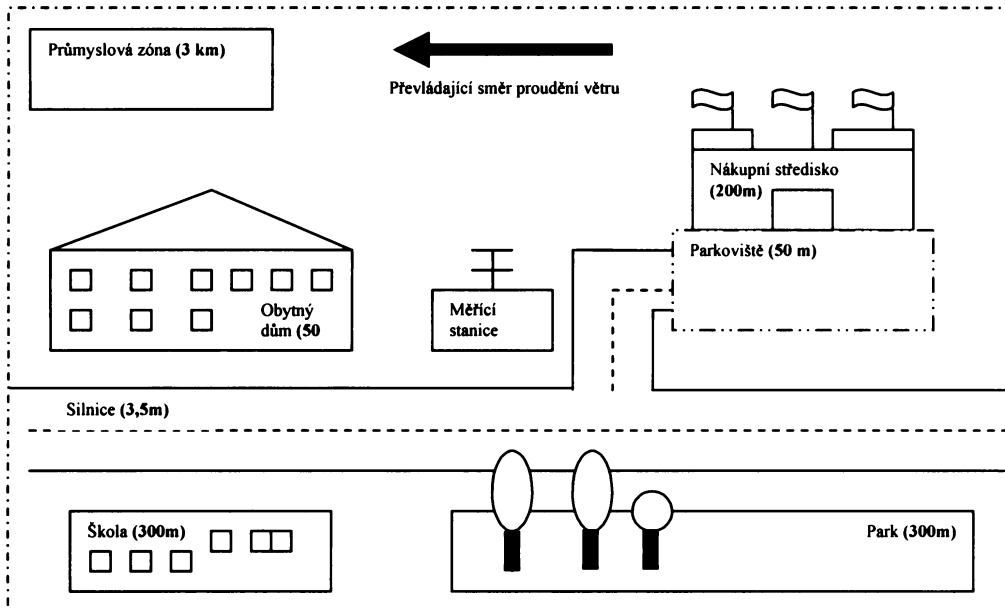 Průmyslová zóna (3 km)
Převládající směr proudění větru
Nákupní středisko
(200m)
Parkoviště (50 m)
Obytný
dům (50
Měřící
stanice
Silnice (3,5m)
Škola (300m)
Park (300m)